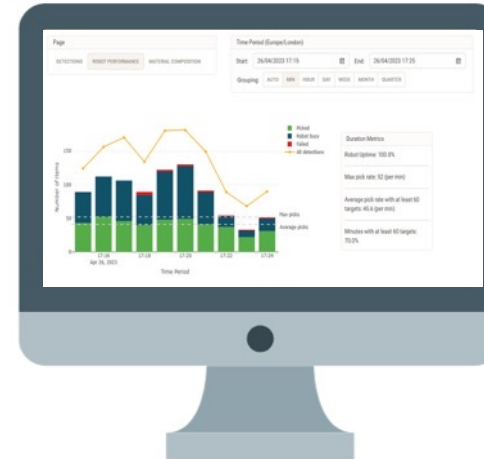 Page
DETECTIONS ROBOT PERFORMANCE MATERIAL COMPOSITION
Time Period (Europe/London)
Start: 26/04/2023 17:15 End: 26/04/2023 17:25
Grouping AUTO MIN HOUR DAY WEEK MONTH QUARTER
Picked
Robot busy
Failed
All detections
Number of Items
150
100
50
0
Max picks
Average picks
17:16 17:18 17:20 17:22 17:24
Apr 26, 2023
Time Period
Duration Metrics
Robot Uptime: 100.0%
Max pick rate: 52 (per min)
Average pick rate with at least 60
targets: 45.6 (per min)
Minutes with at least 60 targets:
70.0%